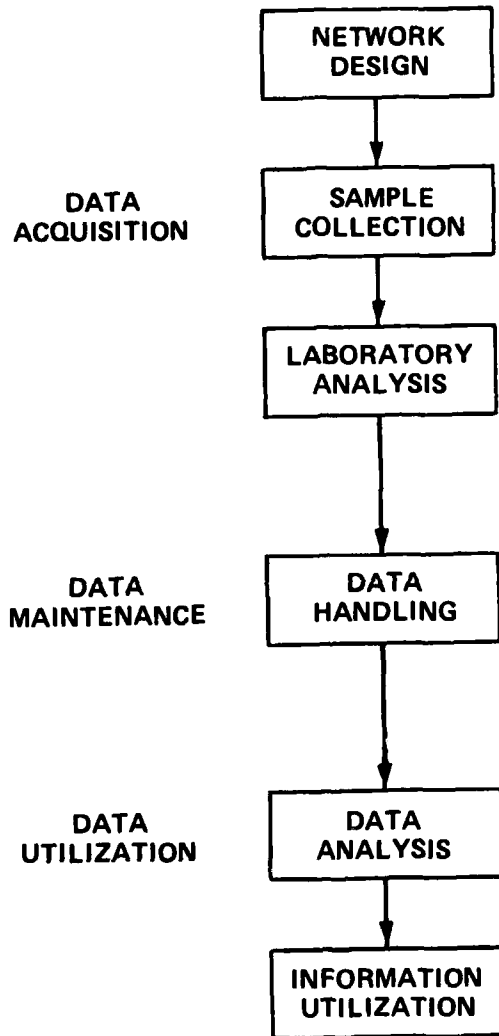 NETWORK
DESIGN
DATA
ACQUISITION
SAMPLE
COLLECTION
LABORATORY
ANALYSIS
DATA
MAINTENANCE
DATA
HANDLING
DATA
UTILIZATION
DATA
ANALYSIS
INFORMATION
UTILIZATION